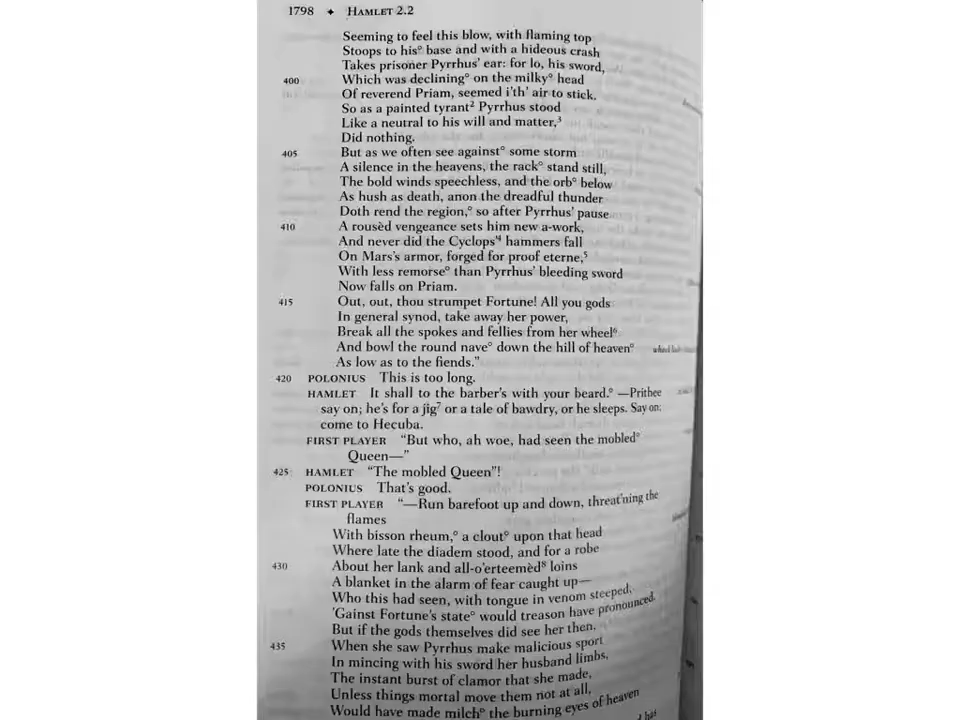 1798 ✦ HAMLET 2.2
Seeming to feel this blow, with flaming top
Stoops to his° base and with a hideous crash
Takes prisoner Pyrrhus' ear: for lo, his sword,
400 Which was declining° on the milky° head
Of reverend Priam, seemed i'th' air to stick.
So as a painted tyrant² Pyrrhus stood
Like a neutral to his will and matter,³
Did nothing.
405 But as we often see against° some storm
A silence in the heavens, the rack° stand still,
The bold winds speechless, and the orb° below
As hush as death, anon the dreadful thunder
Doth rend the region,° so after Pyrrhus' pause
410 A rousèd vengeance sets him new a-work,
And never did the Cyclops'⁴ hammers fall
On Mars's armor, forged for proof eterne,⁵
With less remorse° than Pyrrhus' bleeding sword
Now falls on Priam.
415 Out, out, thou strumpet Fortune! All you gods
In general synod, take away her power,
Break all the spokes and fellies from her wheel⁶
And bowl the round nave° down the hill of heaven°
As low as to the fiends."
420 POLONIUS This is too long.
HAMLET It shall to the barber's with your beard.° —Prithee
say on; he's for a jig⁷ or a tale of bawdry, or he sleeps. Say on;
come to Hecuba.
FIRST PLAYER "But who, ah woe, had seen the mobled°
Queen—"
425 HAMLET "The mobled Queen"!
POLONIUS That's good.
FIRST PLAYER "—Run barefoot up and down, threat'ning the
flames
With bisson rheum,° a clout° upon that head
Where late the diadem stood, and for a robe
430 About her lank and all-o'erteemèd⁸ loins
A blanket in the alarm of fear caught up—
Who this had seen, with tongue in venom steeped,
'Gainst Fortune's state° would treason have pronounced.
But if the gods themselves did see her then,
435 When she saw Pyrrhus make malicious sport
In mincing with his sword her husband limbs,
The instant burst of clamor that she made,
Unless things mortal move them not at all,
Would have made milch° the burning eyes of heaven